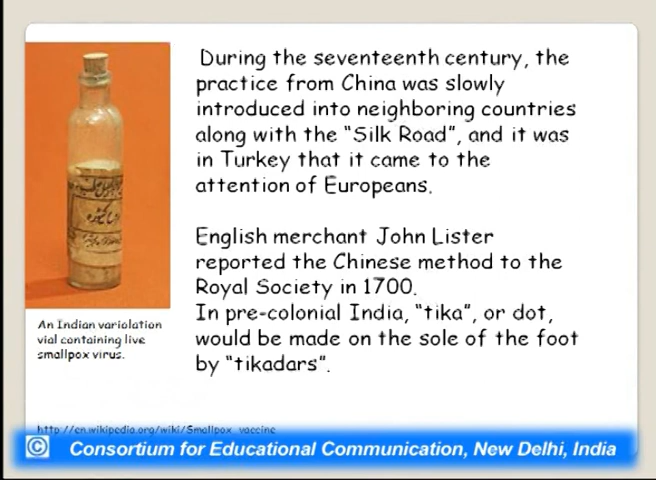 During the seventeenth century, the
practice from China was slowly
introduced into neighboring countries
along with the “Silk Road”, and it was
in Turkey that it came to the
attention of Europeans.
English merchant John Lister
reported the Chinese method to the
Royal Society in 1700.
In pre-colonial India, “tika”, or dot,
would be made on the sole of the foot
by “tikadars”.
An Indian variolation
vial containing live
smallpox virus.
http://en.wikipedia.org/wiki/Smallpox_vaccine
© Consortium for Educational Communication, New Delhi, India